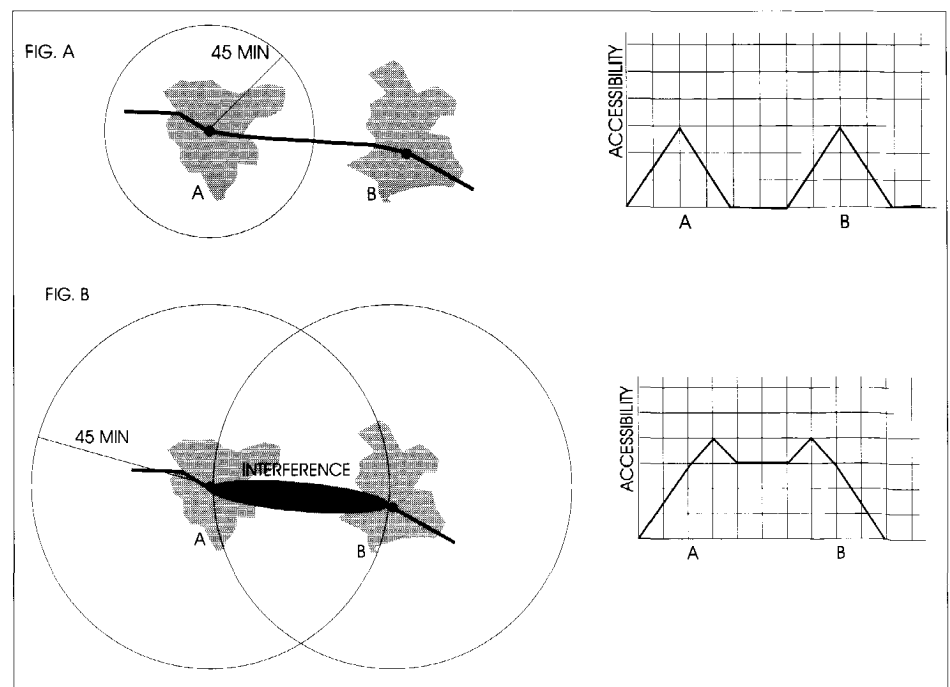 FIG. A
45 MIN
A
B
ACCESSIBILITY
A
B
FIG. B
45 MIN
INTERFERENCE
A
B
ACCESSIBILITY
A
B